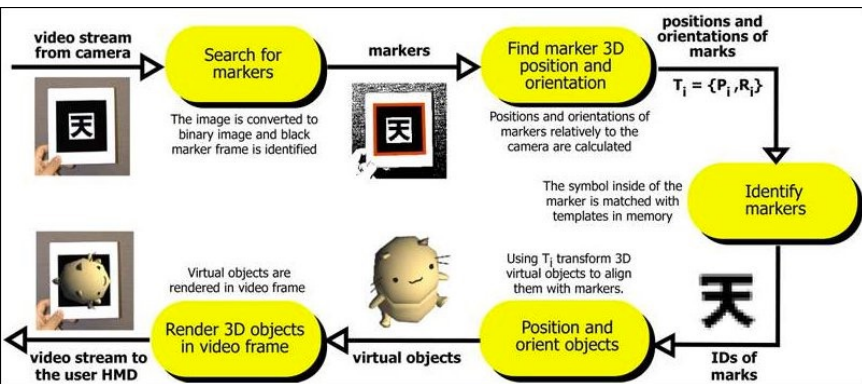 video stream
from camera
Search for
markers
The image is converted to
binary image and black
marker frame is identified
天
markers
天
Find marker 3D
position and
orientation
Positions and orientations of
markers relatively to the
camera are calculated
positions and
orientations of
marks
Ti = {Pi ,Ri}
The symbol inside of the
marker is matched with
templates in memory
Identify
markers
天
IDs of
marks
Using Ti transform 3D
virtual objects to align
them with markers.
Position and
orient objects
virtual objects
Virtual objects are
rendered in video frame
Render 3D objects
in video frame
video stream to
the user HMD